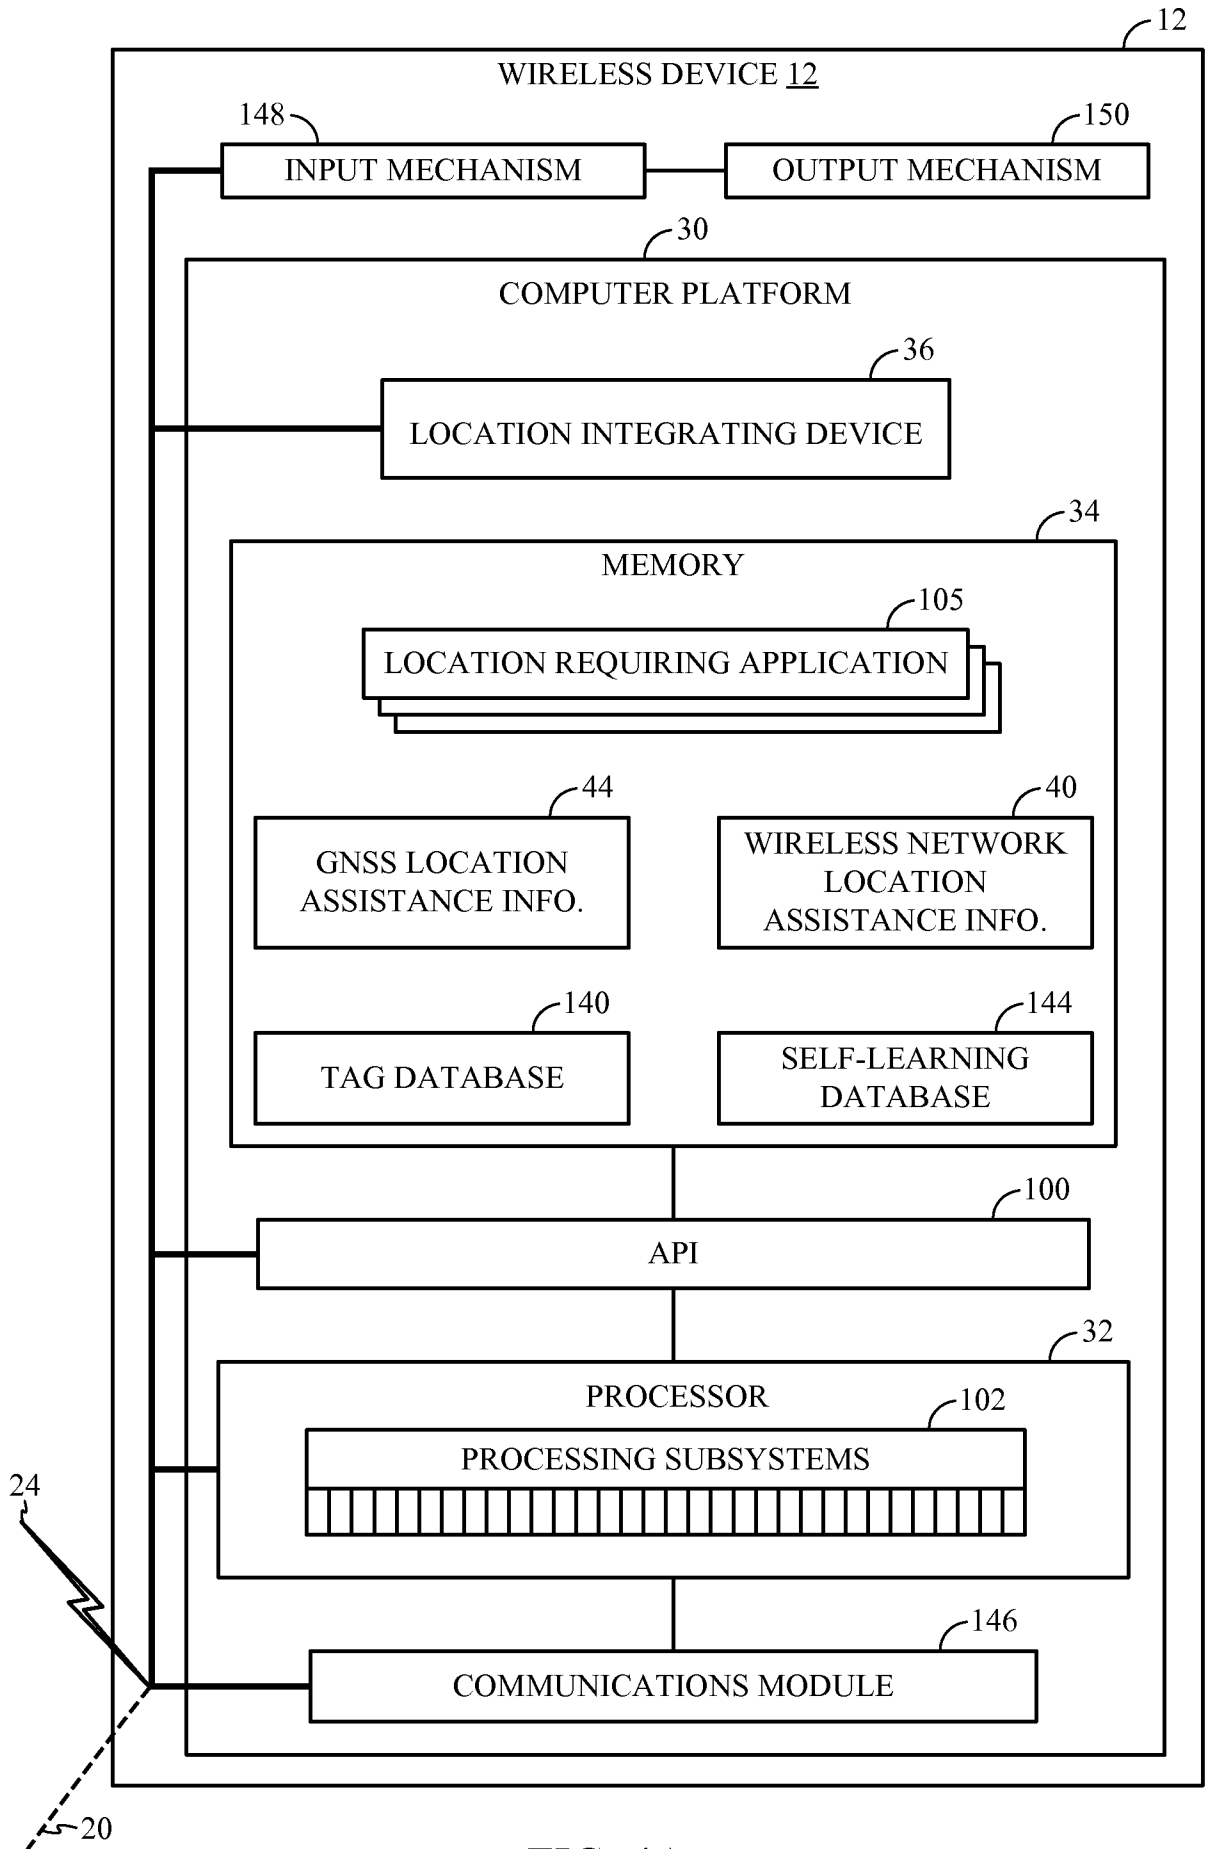 12
WIRELESS DEVICE 12
148
150
INPUT MECHANISM
OUTPUT MECHANISM
30
COMPUTER PLATFORM
36
LOCATION INTEGRATING DEVICE
34
MEMORY
105
LOCATION REQUIRING APPLICATION
44
40
GNSS LOCATION
ASSISTANCE INFO.
WIRELESS NETWORK
LOCATION
ASSISTANCE INFO.
140
144
TAG DATABASE
SELF-LEARNING
DATABASE
100
API
32
PROCESSOR
102
PROCESSING SUBSYSTEMS
24
146
COMMUNICATIONS MODULE
20